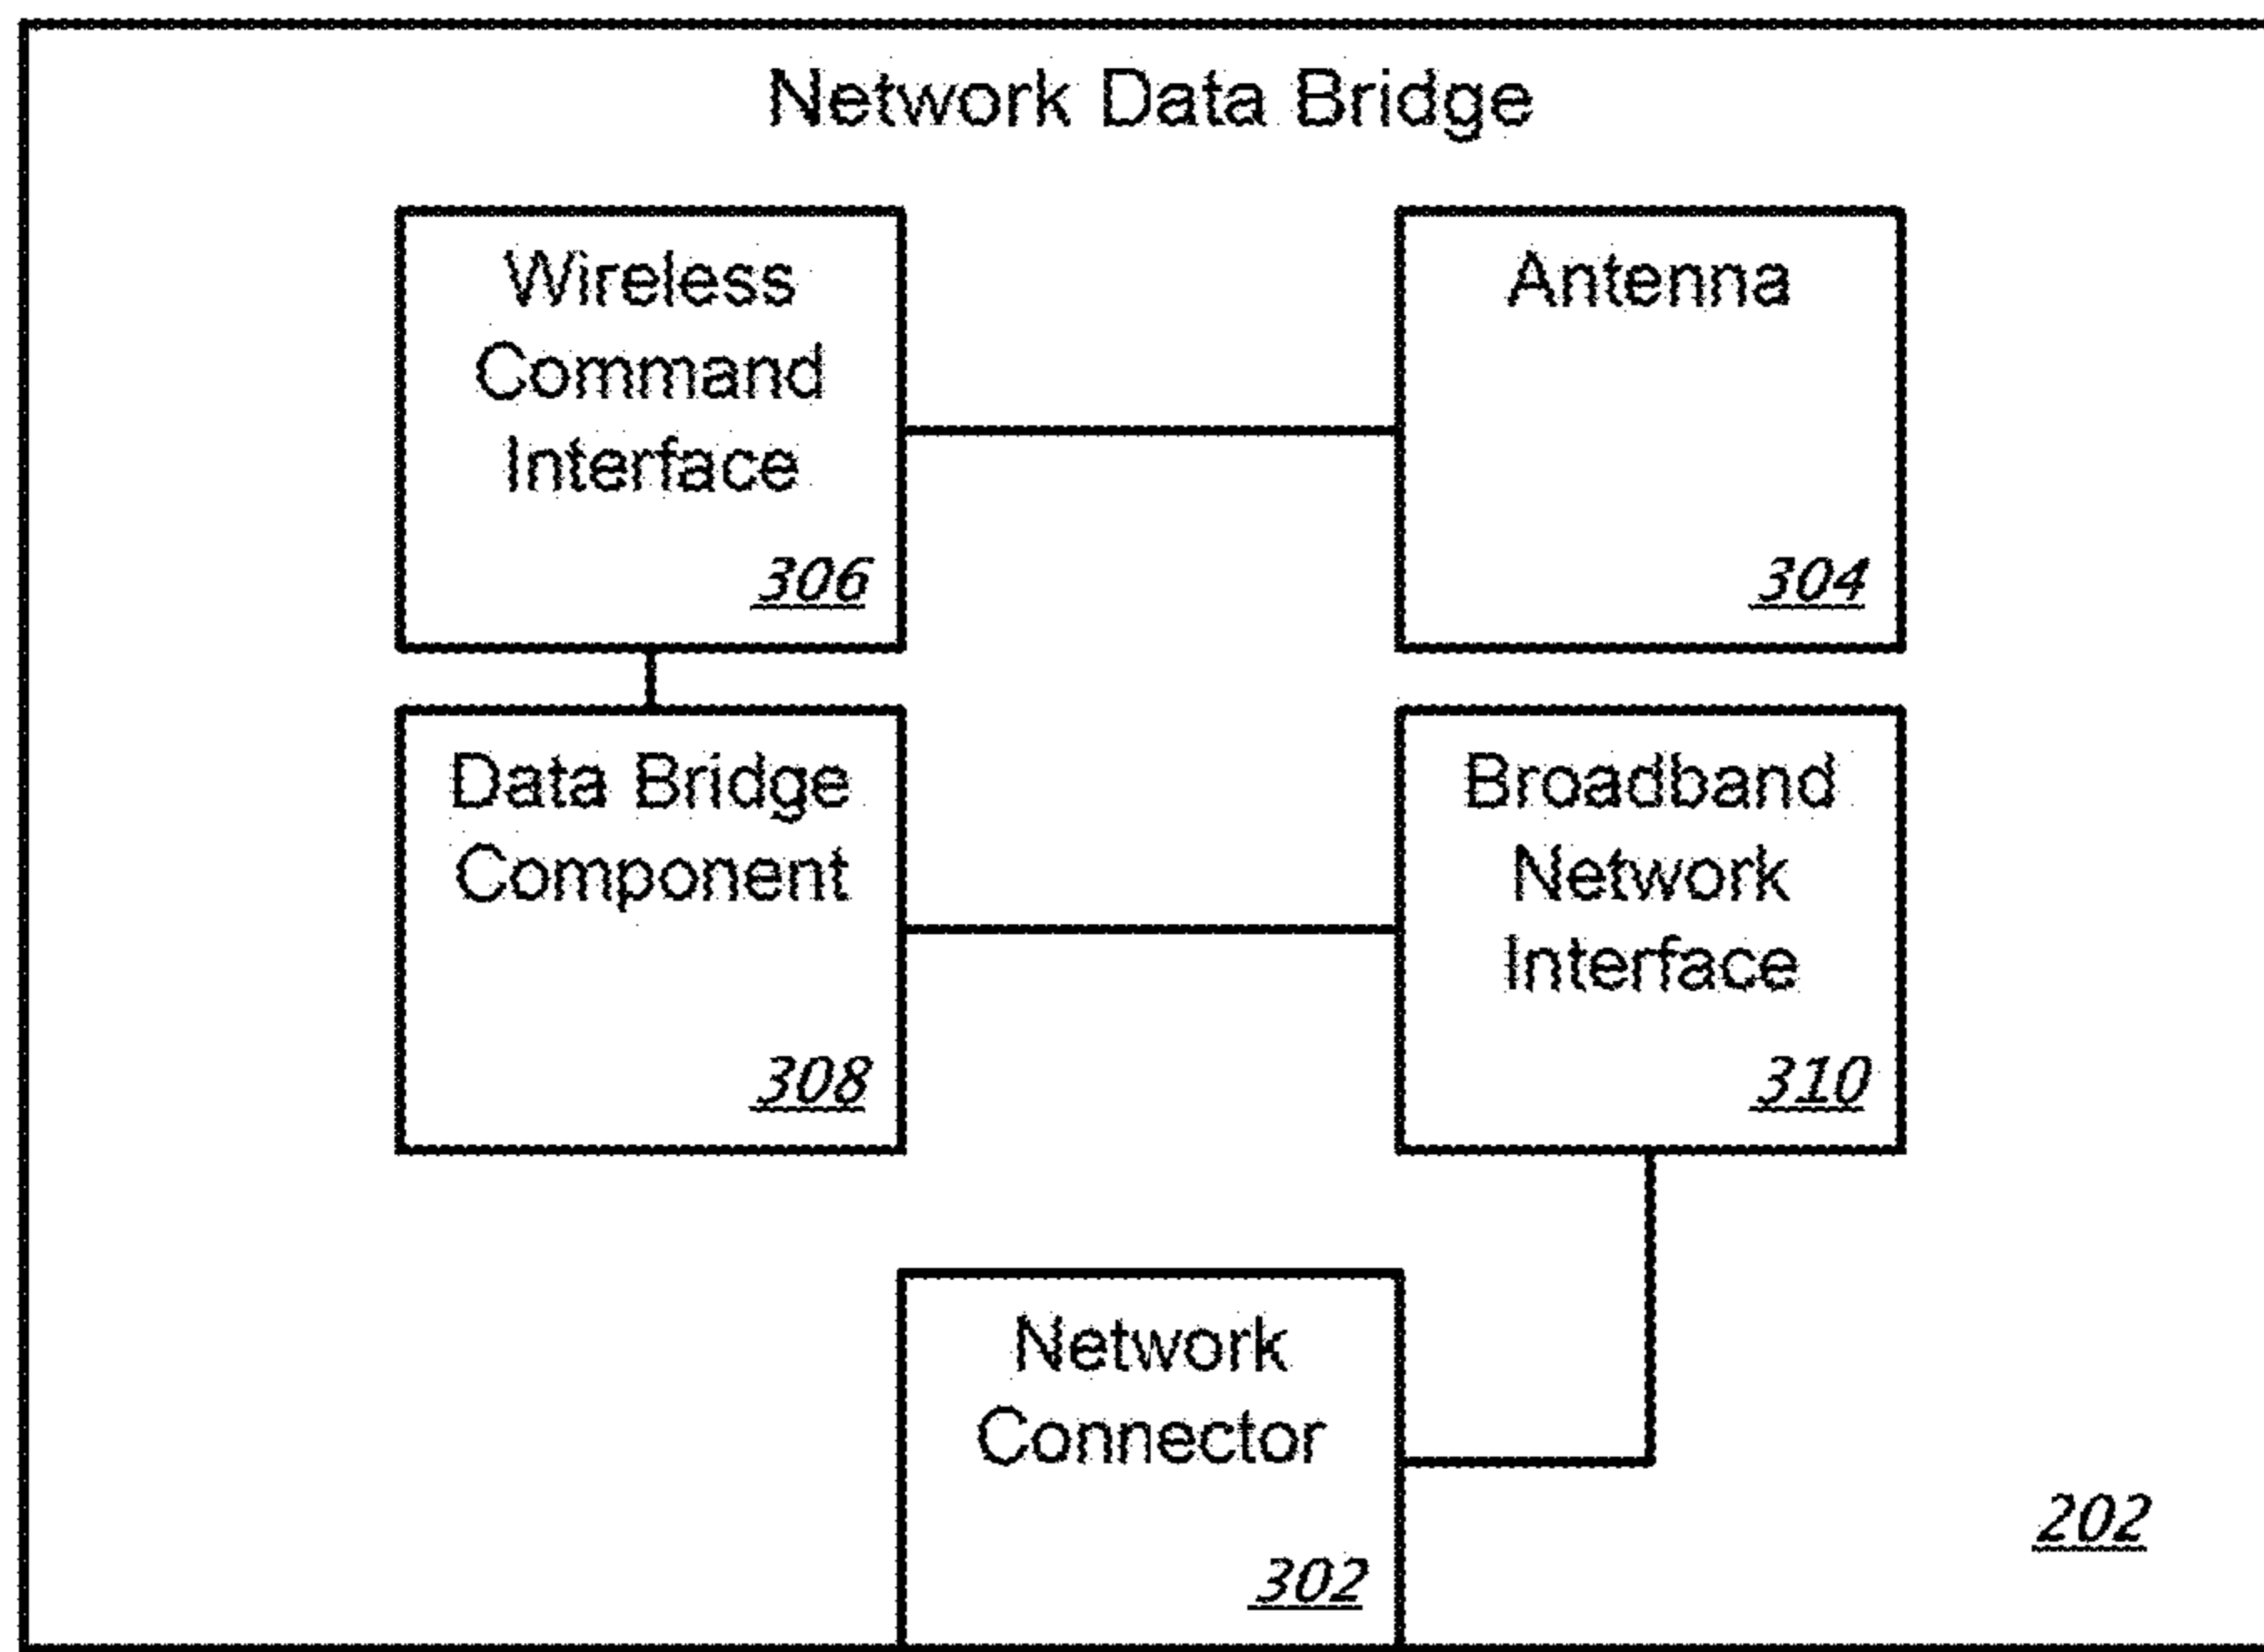 Network Data Bridge
Wireless
Command
Interface
306
Antenna
304
Data Bridge
Component
308
Broadband
Network
Interface
310
Network
Connector
302
202